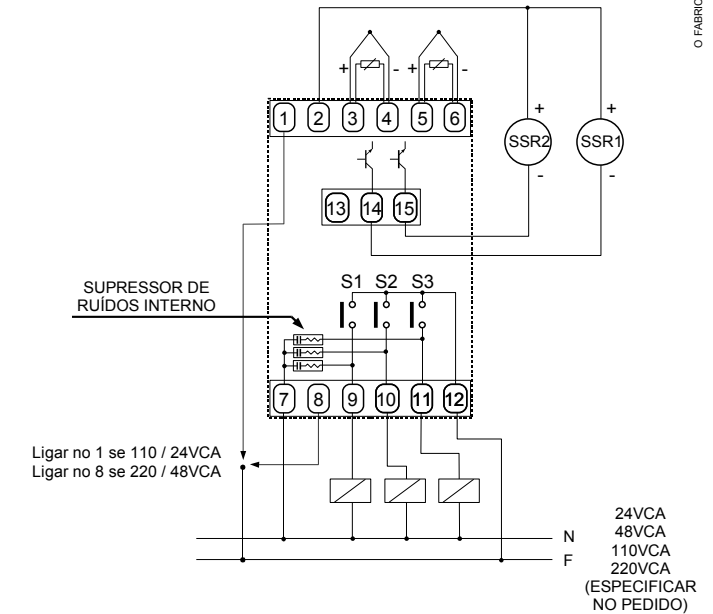 O FABRIC
+ - + -
1 2 3 4 5 6
+ +
SSR2 SSR1
- -
13 14 15
SUPRESSOR DE
RUÍDOS INTERNO
S1 S2 S3
7 8 9 10 11 12
Ligar no 1 se 110 / 24VCA
Ligar no 8 se 220 / 48VCA
N
F
24VCA
48VCA
110VCA
220VCA
(ESPECIFICAR
NO PEDIDO)